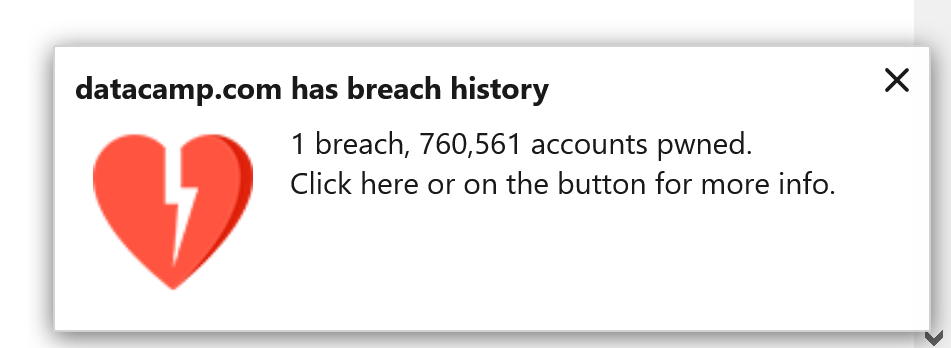 datacamp.com has breach history
1 breach, 760,561 accounts pwned.
Click here or on the button for more info.